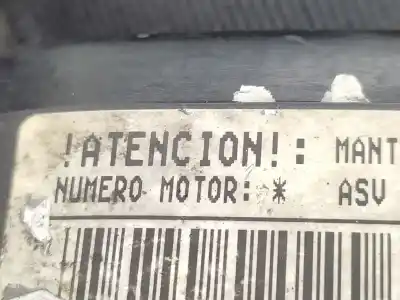 !ATENCION!: MANT
NUMERO MOTOR: * ASV